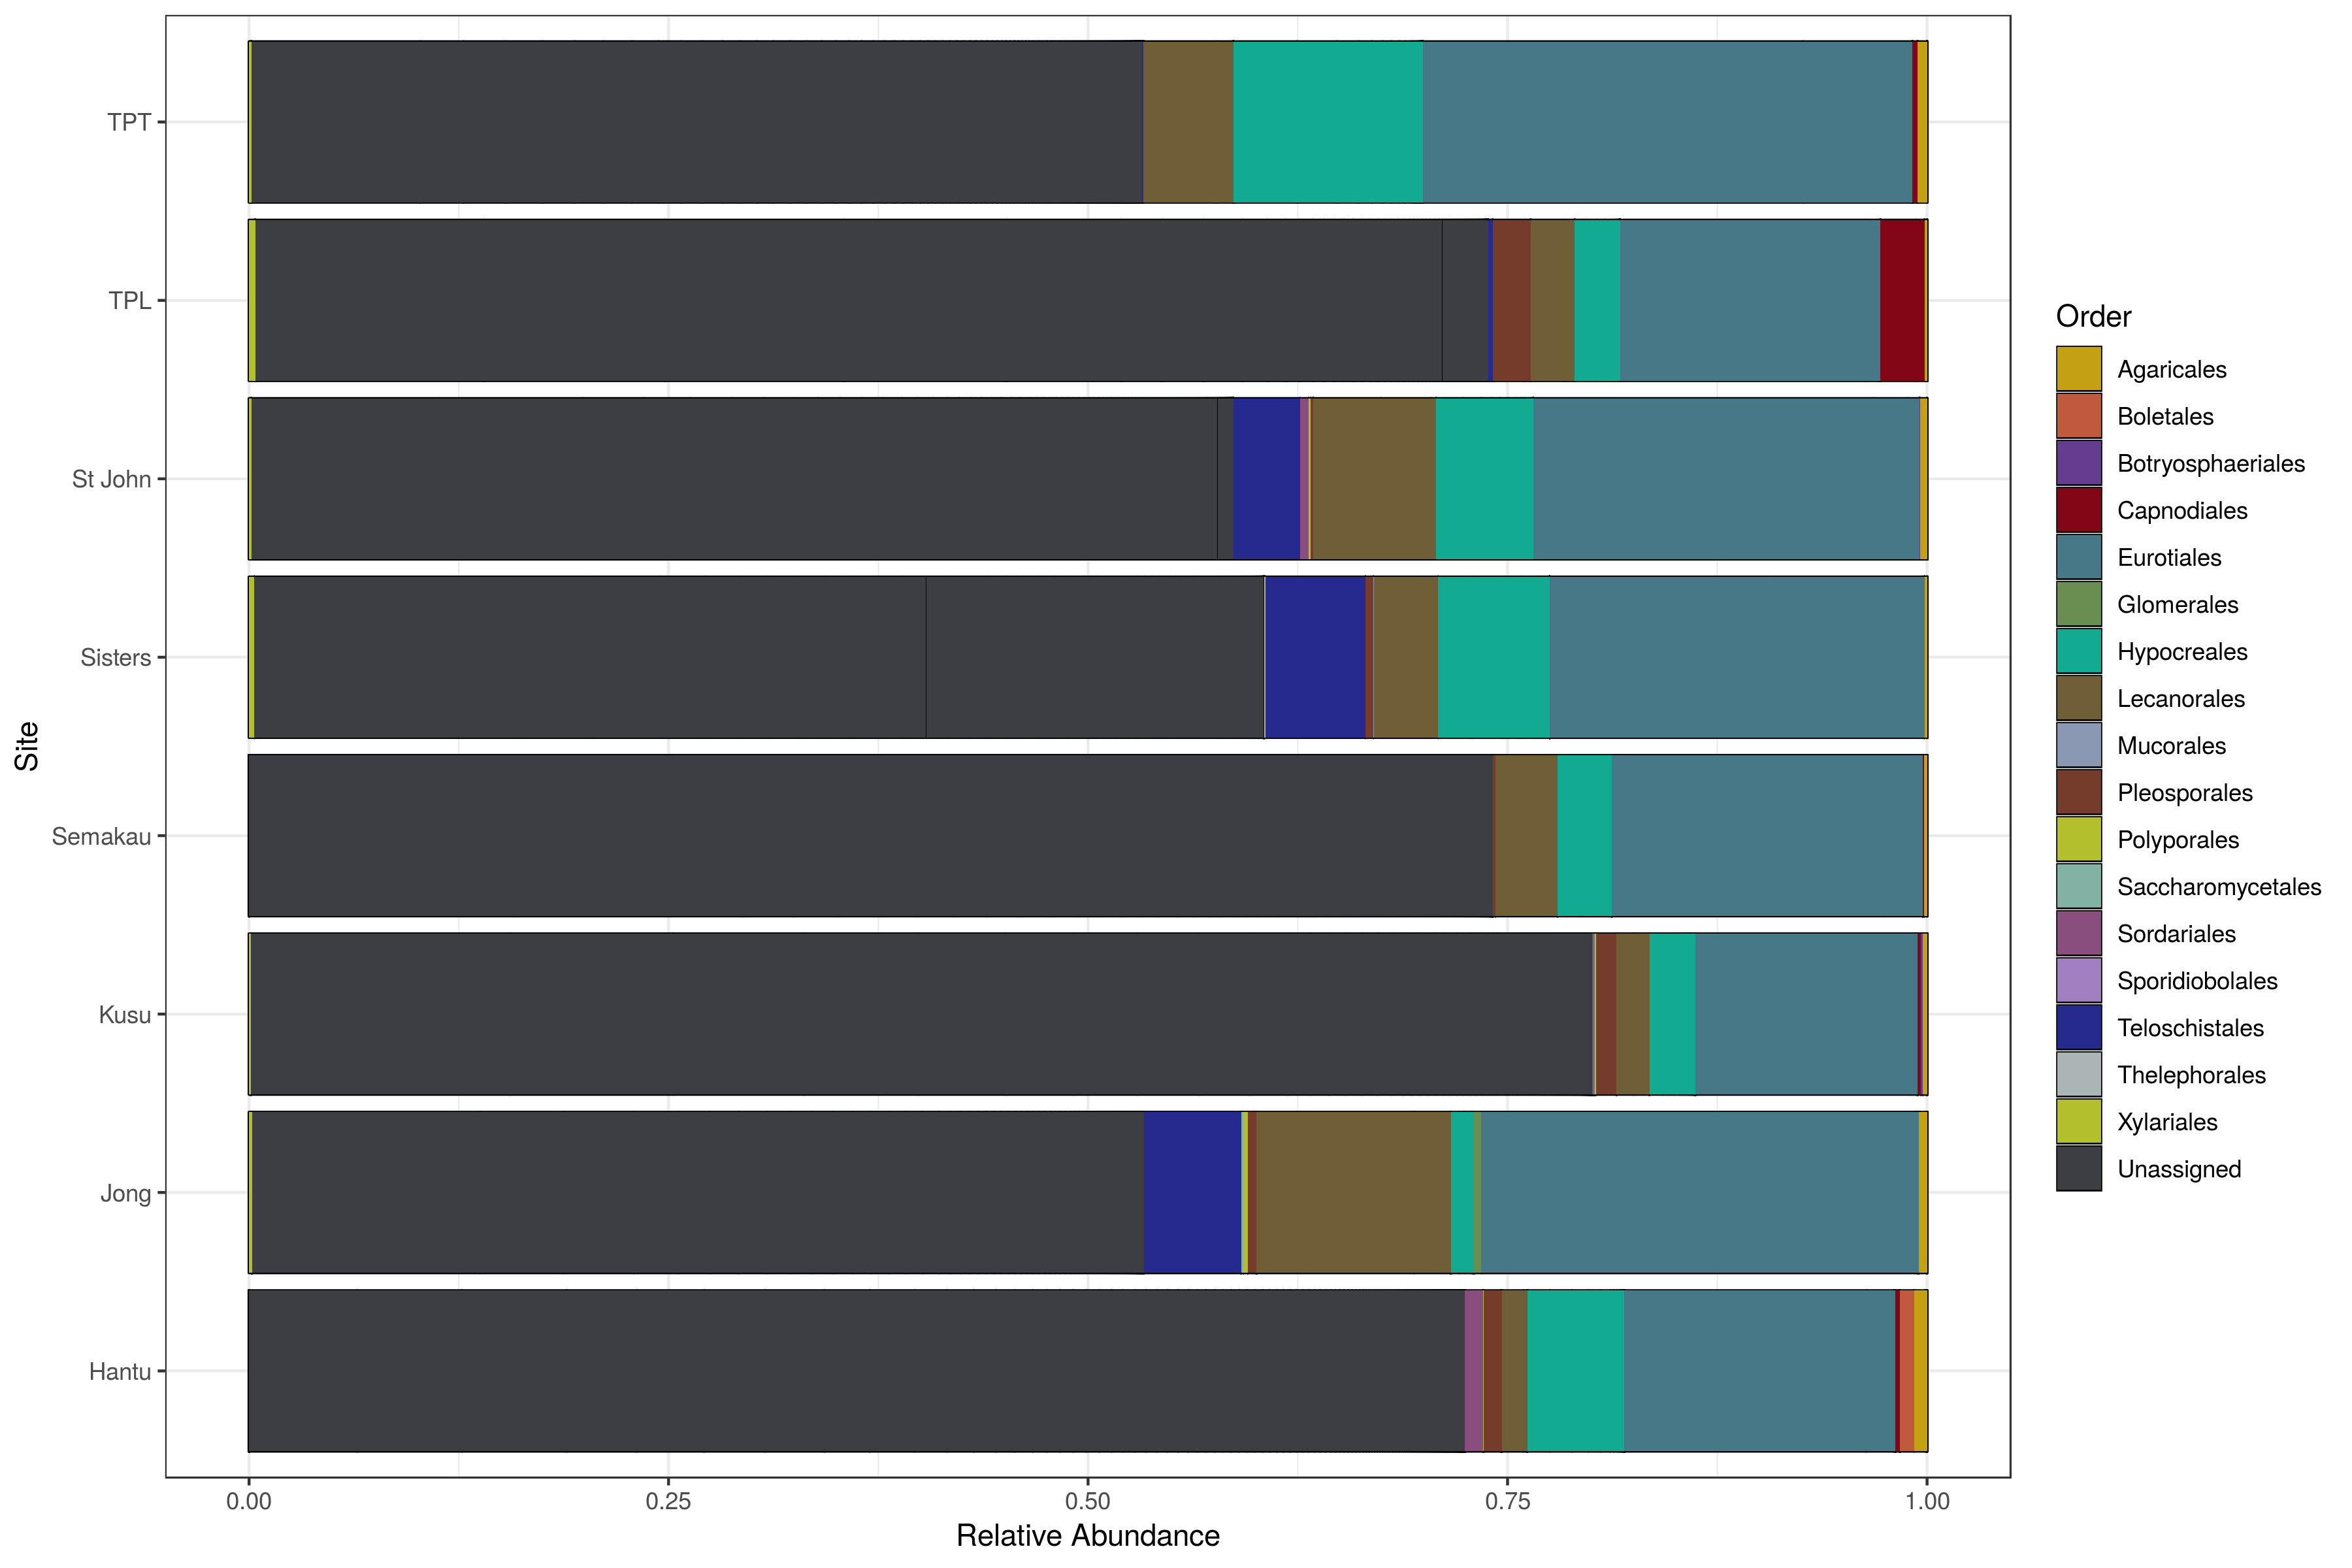 TPT
TPL
St John
Sisters
Semakau
Kusu
Jong
Hantu
Site
0.00 0.25 0.50 0.75 1.00
Relative Abundance
Order
Agaricales
Boletales
Botryosphaeriales
Capnodiales
Eurotiales
Glomerales
Hypocreales
Lecanorales
Mucorales
Pleosporales
Polyporales
Saccharomycetales
Sordariales
Sporidiobolales
Teloschistales
Thelephorales
Xylariales
Unassigned